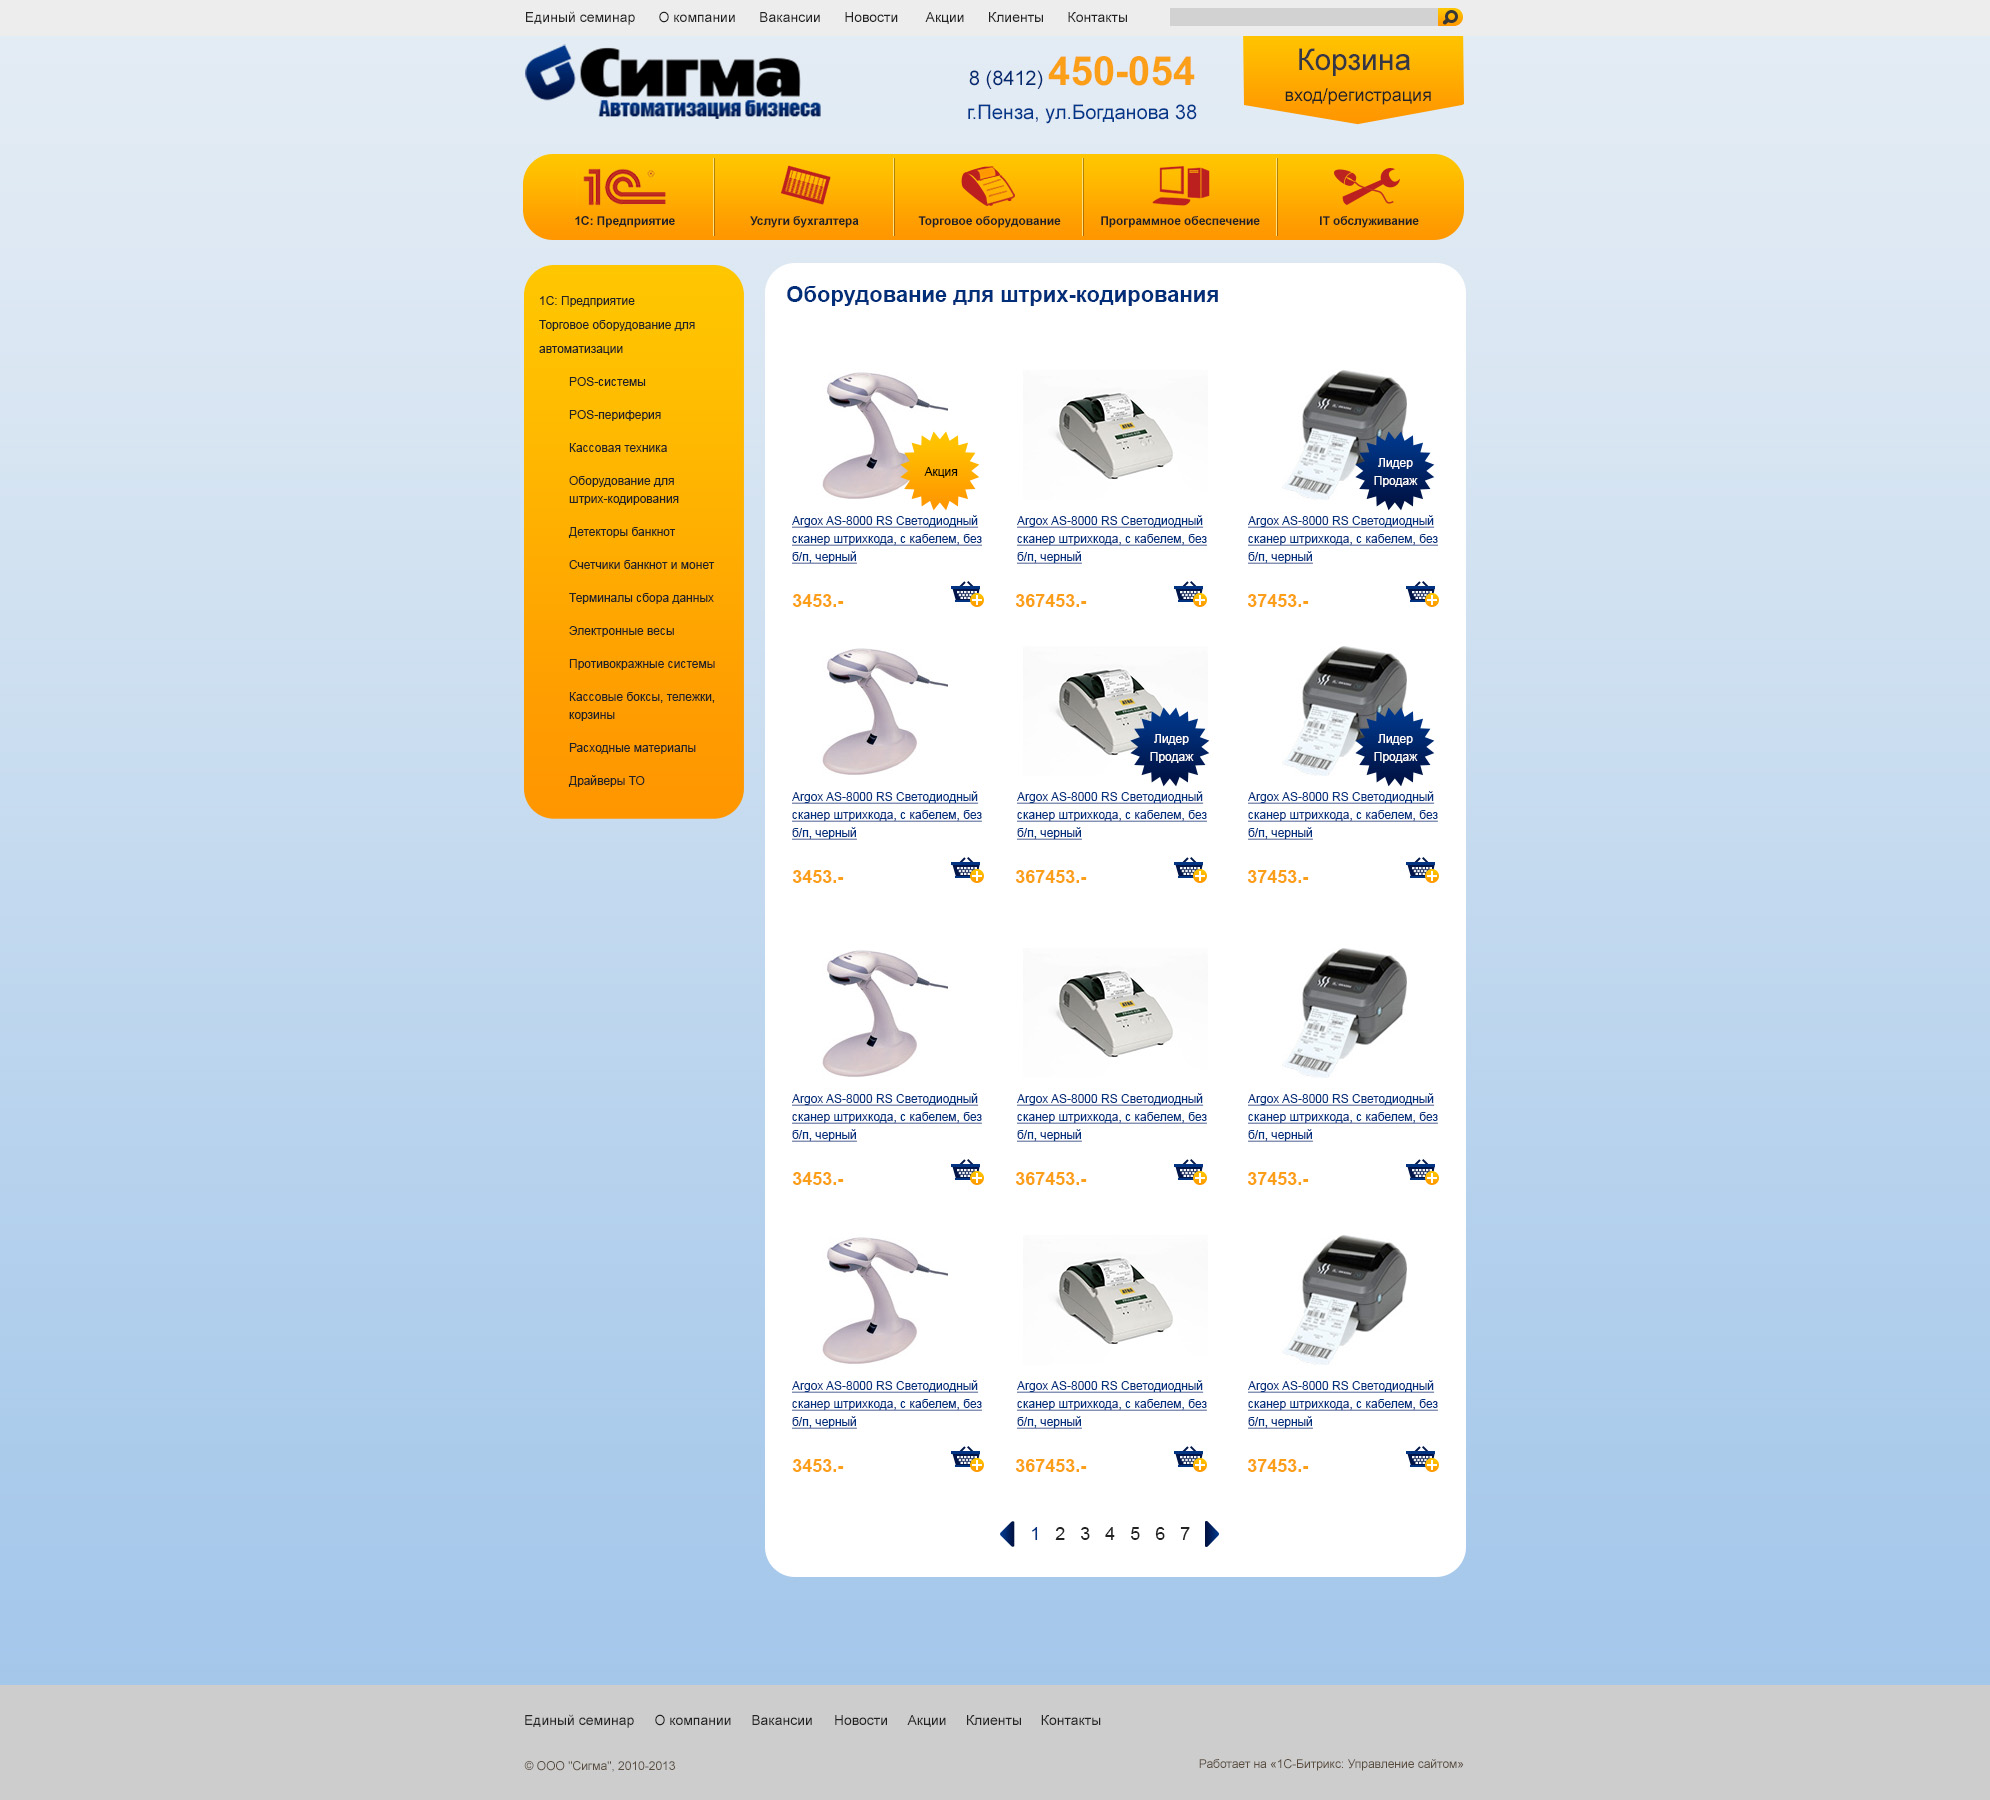 Единый семинар О компании Вакансии Новости Акции Клиенты Контакты
Сигма
Автоматизация бизнеса
8 (8412) 450-054
г.Пенза, ул.Богданова 38
Корзина
вход/регистрация
1С: Предприятие Услуги бухгалтера Торговое оборудование Программное обеспечение IT обслуживание
1С: Предприятие
Торговое оборудование для
автоматизации
POS-системы
POS-периферия
Кассовая техника
Оборудование для
штрих-кодирования
Детекторы банкнот
Счетчики банкнот и монет
Терминалы сбора данных
Электронные весы
Противокражные системы
Кассовые боксы, тележки,
корзины
Расходные материалы
Драйверы ТО
Оборудование для штрих-кодирования
Акция
Лидер
Продаж
Argox AS-8000 RS Светодиодный
сканер штрихкода, с кабелем, без
б/п, черный
Argox AS-8000 RS Светодиодный
сканер штрихкода, с кабелем, без
б/п, черный
Argox AS-8000 RS Светодиодный
сканер штрихкода, с кабелем, без
б/п, черный
3453.- 367453.- 37453.-
Лидер
Продаж
Лидер
Продаж
Argox AS-8000 RS Светодиодный
сканер штрихкода, с кабелем, без
б/п, черный
Argox AS-8000 RS Светодиодный
сканер штрихкода, с кабелем, без
б/п, черный
Argox AS-8000 RS Светодиодный
сканер штрихкода, с кабелем, без
б/п, черный
3453.- 367453.- 37453.-
Argox AS-8000 RS Светодиодный
сканер штрихкода, с кабелем, без
б/п, черный
Argox AS-8000 RS Светодиодный
сканер штрихкода, с кабелем, без
б/п, черный
Argox AS-8000 RS Светодиодный
сканер штрихкода, с кабелем, без
б/п, черный
3453.- 367453.- 37453.-
Argox AS-8000 RS Светодиодный
сканер штрихкода, с кабелем, без
б/п, черный
Argox AS-8000 RS Светодиодный
сканер штрихкода, с кабелем, без
б/п, черный
Argox AS-8000 RS Светодиодный
сканер штрихкода, с кабелем, без
б/п, черный
3453.- 367453.- 37453.-
1 2 3 4 5 6 7
Единый семинар О компании Вакансии Новости Акции Клиенты Контакты
© ООО "Сигма", 2010-2013
Работает на «1С-Битрикс: Управление сайтом»